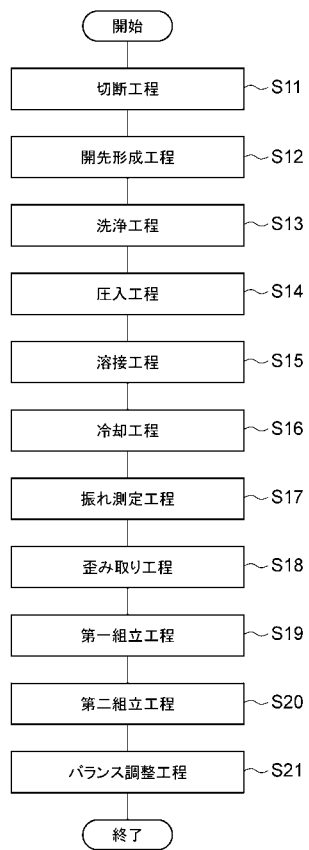 開始
切断工程 S11
開先形成工程 S12
洗浄工程 S13
圧入工程 S14
溶接工程 S15
冷却工程 S16
振れ測定工程 S17
歪み取り工程 S18
第一組立工程 S19
第二組立工程 S20
バランス調整工程 S21
終了